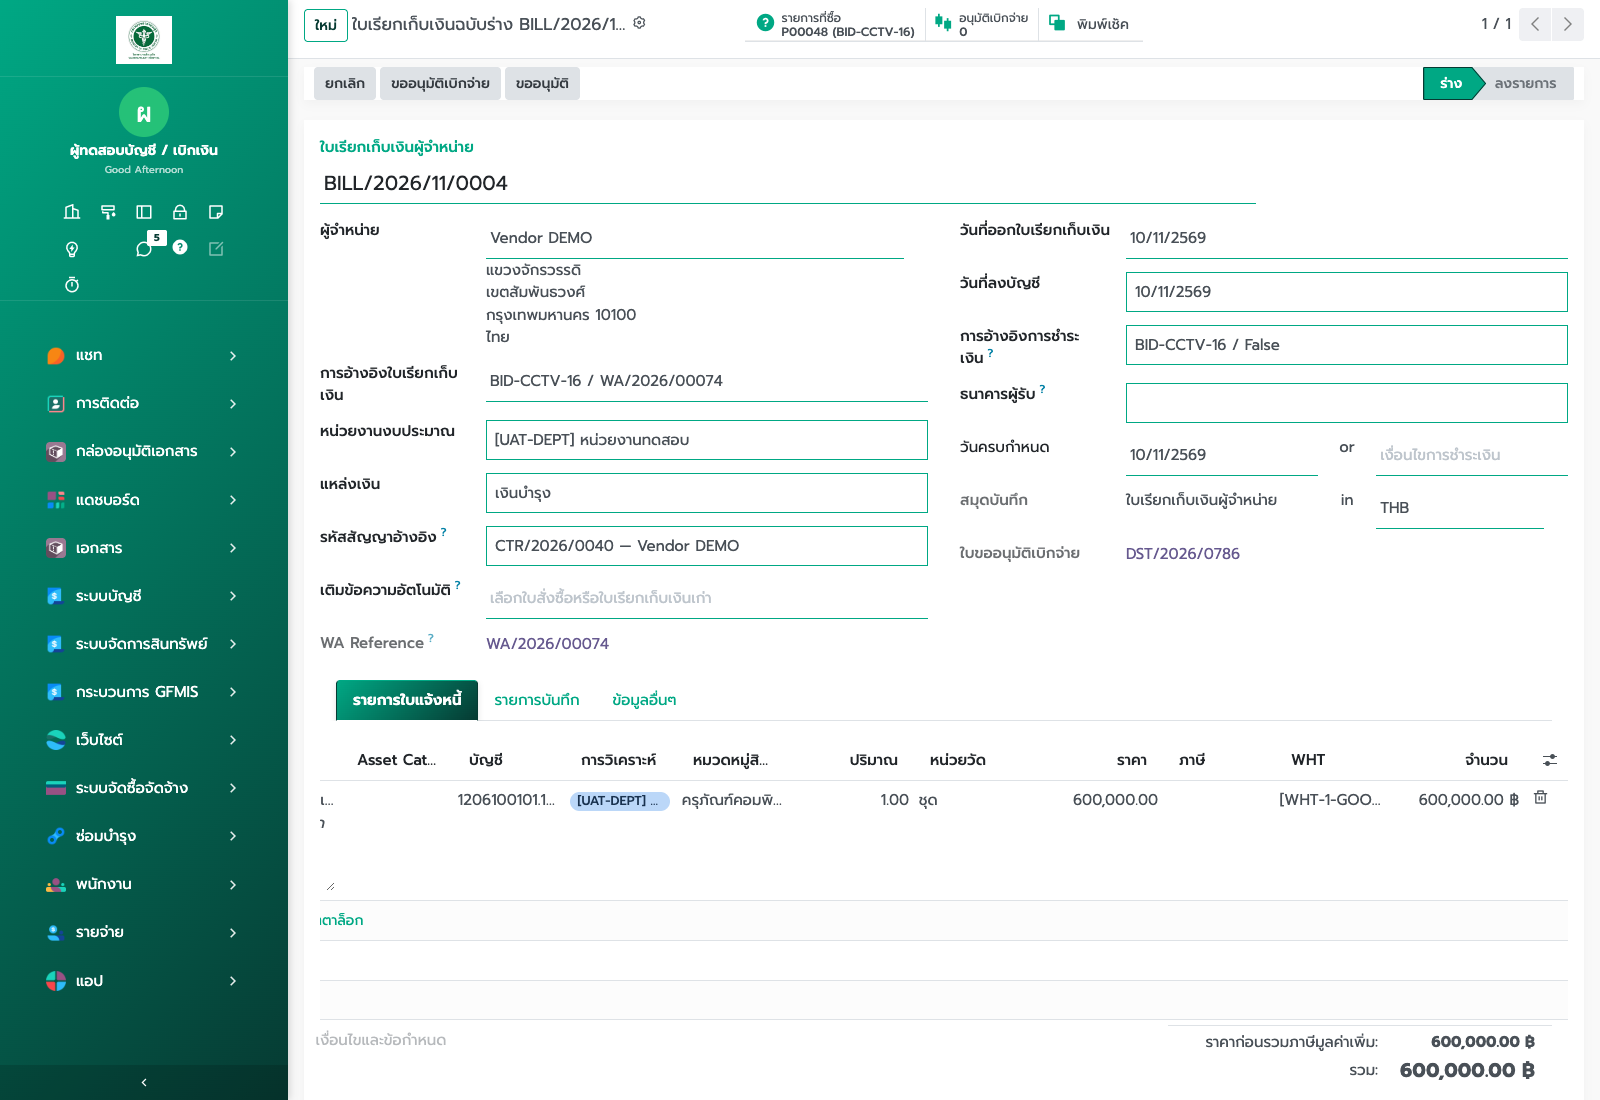 ใหม่
ใบเรียกเก็บเงินฉบับร่าง BILL/2026/11...
รายการที่ซื้อ
P00048 (BID-CCTV-16)
อนุมัติเบิกจ่าย
0
พิมพ์เช็ค
1 / 1
ผ
ผู้ทดสอบบัญชี / เบิกเงิน
Good Afternoon
5
แชท
การติดต่อ
กล่องอนุมัติเอกสาร
แดชบอร์ด
เอกสาร
ระบบบัญชี
ระบบจัดการสินทรัพย์
กระบวนการ GFMIS
เว็บไซต์
ระบบจัดซื้อจัดจ้าง
ซ่อมบำรุง
พนักงาน
รายจ่าย
แอป
ยกเลิก
ขออนุมัติเบิกจ่าย
ขออนุมัติ
ร่าง
ลงรายการ
ใบเรียกเก็บเงินผู้จำหน่าย
BILL/2026/11/0004
ผู้จำหน่าย
Vendor DEMO
แขวงจักรวรรดิ
เขตสัมพันธวงศ์
กรุงเทพมหานคร 10100
ไทย
การอ้างอิงใบเรียกเก็บเงิน
BID-CCTV-16 / WA/2026/00074
หน่วยงานงบประมาณ
[UAT-DEPT] หน่วยงานทดสอบ
แหล่งเงิน
เงินบำรุง
รหัสสัญญาอ้างอิง ?
CTR/2026/0040 — Vendor DEMO
เติมข้อความอัตโนมัติ ?
เลือกใบสั่งซื้อหรือใบเรียกเก็บเงินเก่า
WA Reference ?
WA/2026/00074
วันที่ออกใบเรียกเก็บเงิน
10/11/2569
วันที่ลงบัญชี
10/11/2569
การอ้างอิงการชำระเงิน ?
BID-CCTV-16 / False
ธนาคารผู้รับ ?
วันครบกำหนด
10/11/2569
or
เงื่อนไขการชำระเงิน
สมุดบันทึก
ใบเรียกเก็บเงินผู้จำหน่าย
in
THB
ใบขออนุมัติเบิกจ่าย
DST/2026/0786
รายการใบแจ้งหนี้
รายการบันทึก
ข้อมูลอื่นๆ
Asset Cat...
บัญชี
การวิเคราะห์
หมวดหมู่สิ...
ปริมาณ
หน่วยวัด
ราคา
ภาษี
WHT
จำนวน
1206100101.1...
[UAT-DEPT] ...
ครุภัณฑ์คอมพิ...
1.00
ชุด
600,000.00
[WHT-1-GOO...
600,000.00 ฿
ตาล็อก
เงื่อนไขและข้อกำหนด
ราคาก่อนรวมภาษีมูลค่าเพิ่ม: 600,000.00 ฿
รวม: 600,000.00 ฿